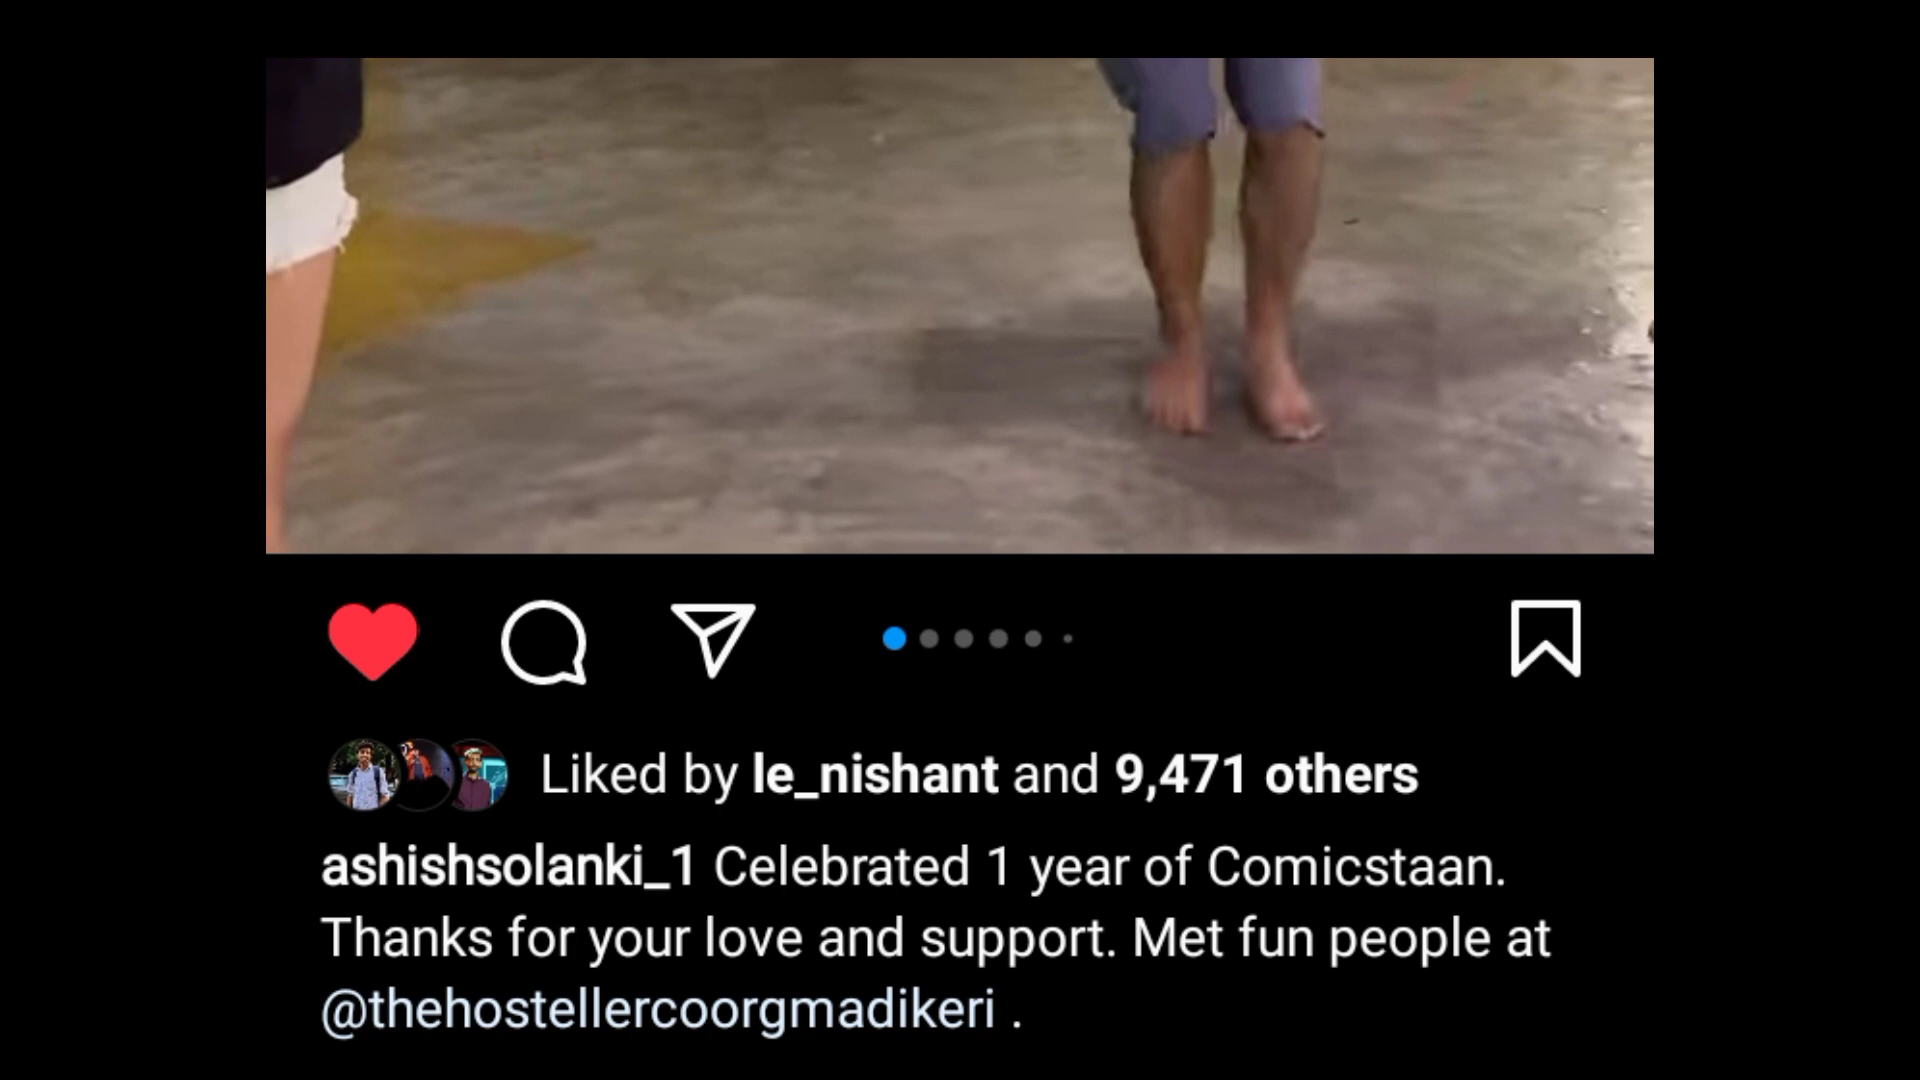 Liked by le_nishant and 9,471 others
ashishsolanki_1 Celebrated 1 year of Comicstaan.
Thanks for your love and support. Met fun people at
@thehostellercoorgmadikeri .